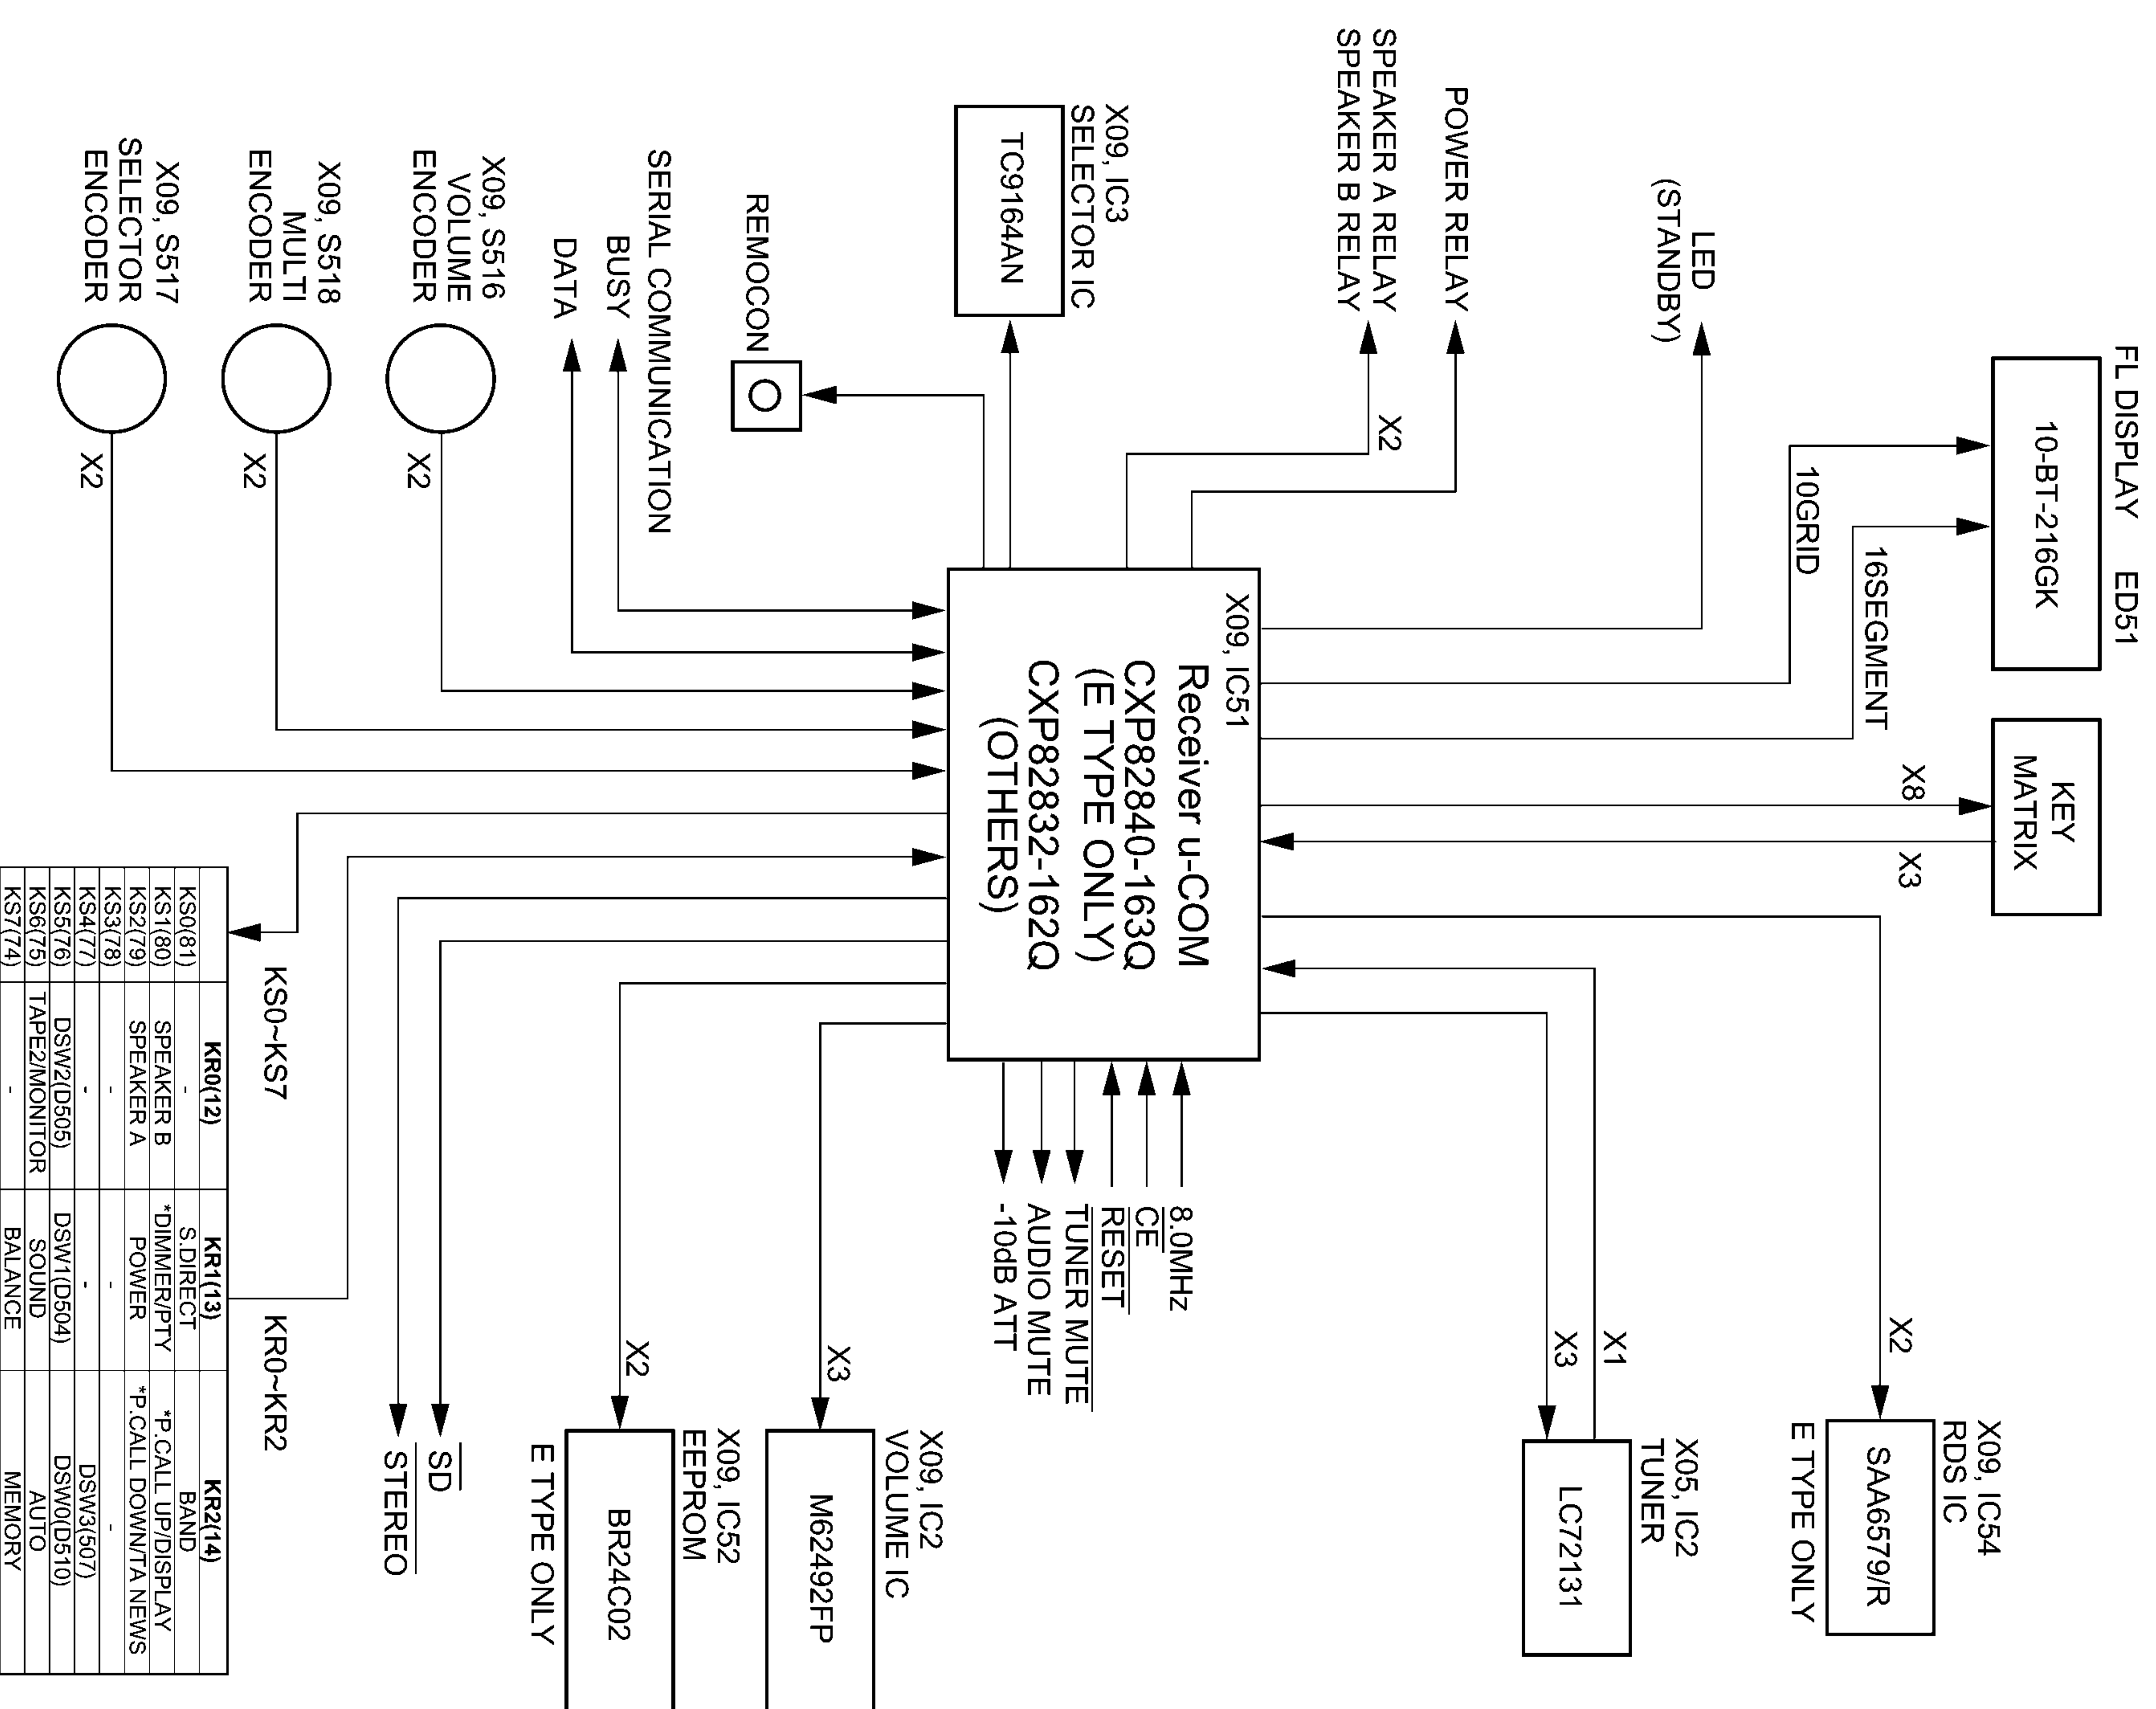 FL DISPLAY ED51
10-BT-216GK
KEY
MATRIX
10GRID
16SEGMENT
X8
X3
LED
(STANDBY)
POWER RELAY
SPEAKER A RELAY
SPEAKER B RELAY
X2
X09, IC3
SELECTOR IC
TC9164AN
REMOCON
SERIAL COMMUNICATION
BUSY
DATA
X09, S516
VOLUME
ENCODER
X2
X09, S518
MULTI
ENCODER
X2
X09, S517
SELECTOR
ENCODER
X2
X09, IC51
Receiver u-COM
CXP82840-163Q
(E TYPE ONLY)
CXP82832-162Q
(OTHERS)
X2
X09, IC54
RDS IC
SAA6579/R
E TYPE ONLY
X1
X3
X05, IC2
TUNER
LC72131
8.0MHz
CE
RESET
TUNER MUTE
AUDIO MUTE
-10dB ATT
X3
X09, IC2
VOLUME IC
M62492FP
X2
X09, IC52
EEPROM
BR24C02
E TYPE ONLY
SD
STEREO
KS0~KS7
KR0~KR2
KR0(12) KR1(13) KR2(14)
KS0(81) - S.DIRECT BAND
KS1(80) SPEAKER B *DIMMER/PTY *P.CALL UP/DISPLAY
KS2(79) SPEAKER A POWER *P.CALL DOWN/TA NEWS
KS3(78) - - -
KS4(77) - - DSW3(507)
KS5(76) DSW2(D505) DSW1(D504) DSW0(D510)
KS6(75) TAPE2/MONITOR SOUND AUTO
KS7(74) - BALANCE MEMORY